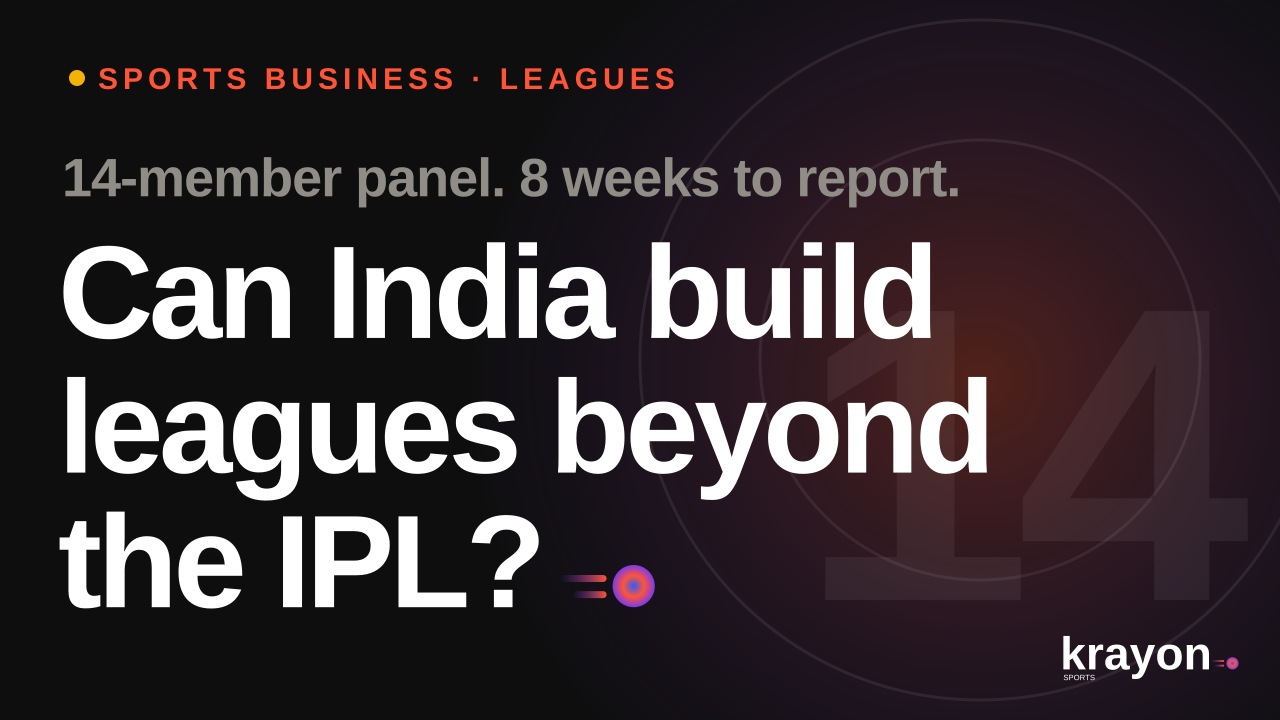 SPORTS BUSINESS · LEAGUES
14-member panel. 8 weeks to report.
Can India build
leagues beyond
the IPL?
14
krayon
SPORTS